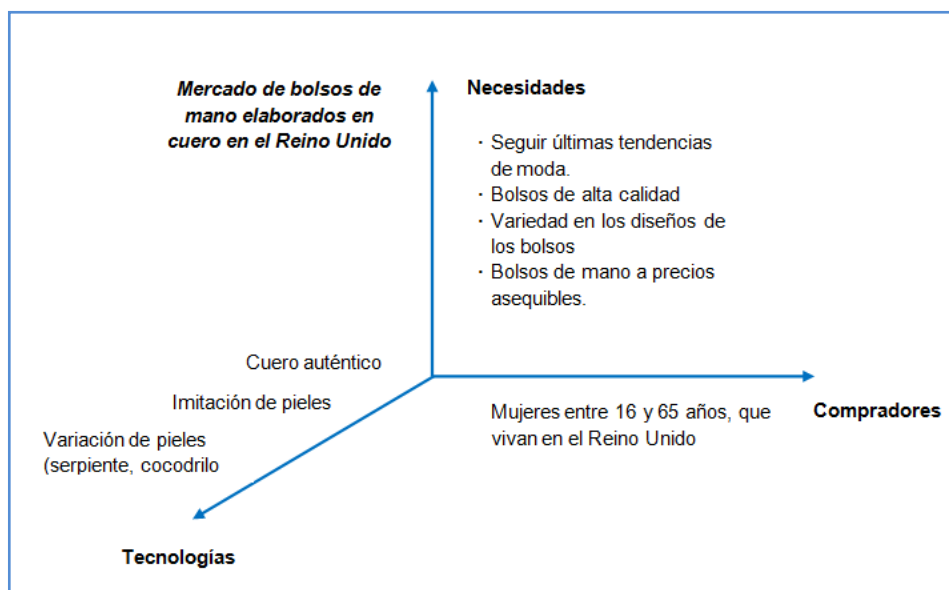 Mercado de bolsos de
mano elaborados en
cuero en el Reino Unido
Necesidades
· Seguir últimas tendencias
de moda.
· Bolsos de alta calidad
· Variedad en los diseños de
los bolsos
· Bolsos de mano a precios
asequibles.
Cuero auténtico
Imitación de pieles
Variación de pieles
(serpiente, cocodrilo
Mujeres entre 16 y 65 años, que
vivan en el Reino Unido
Compradores
Tecnologías